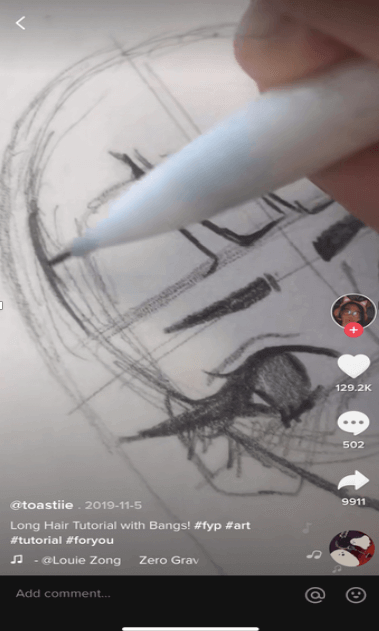 129.2K
502
9911
@toastiie . 2019-11-5
Long Hair Tutorial with Bangs! #fyp #art
#tutorial #foryou
- @Louie Zong Zero Grav
Add comment...
@